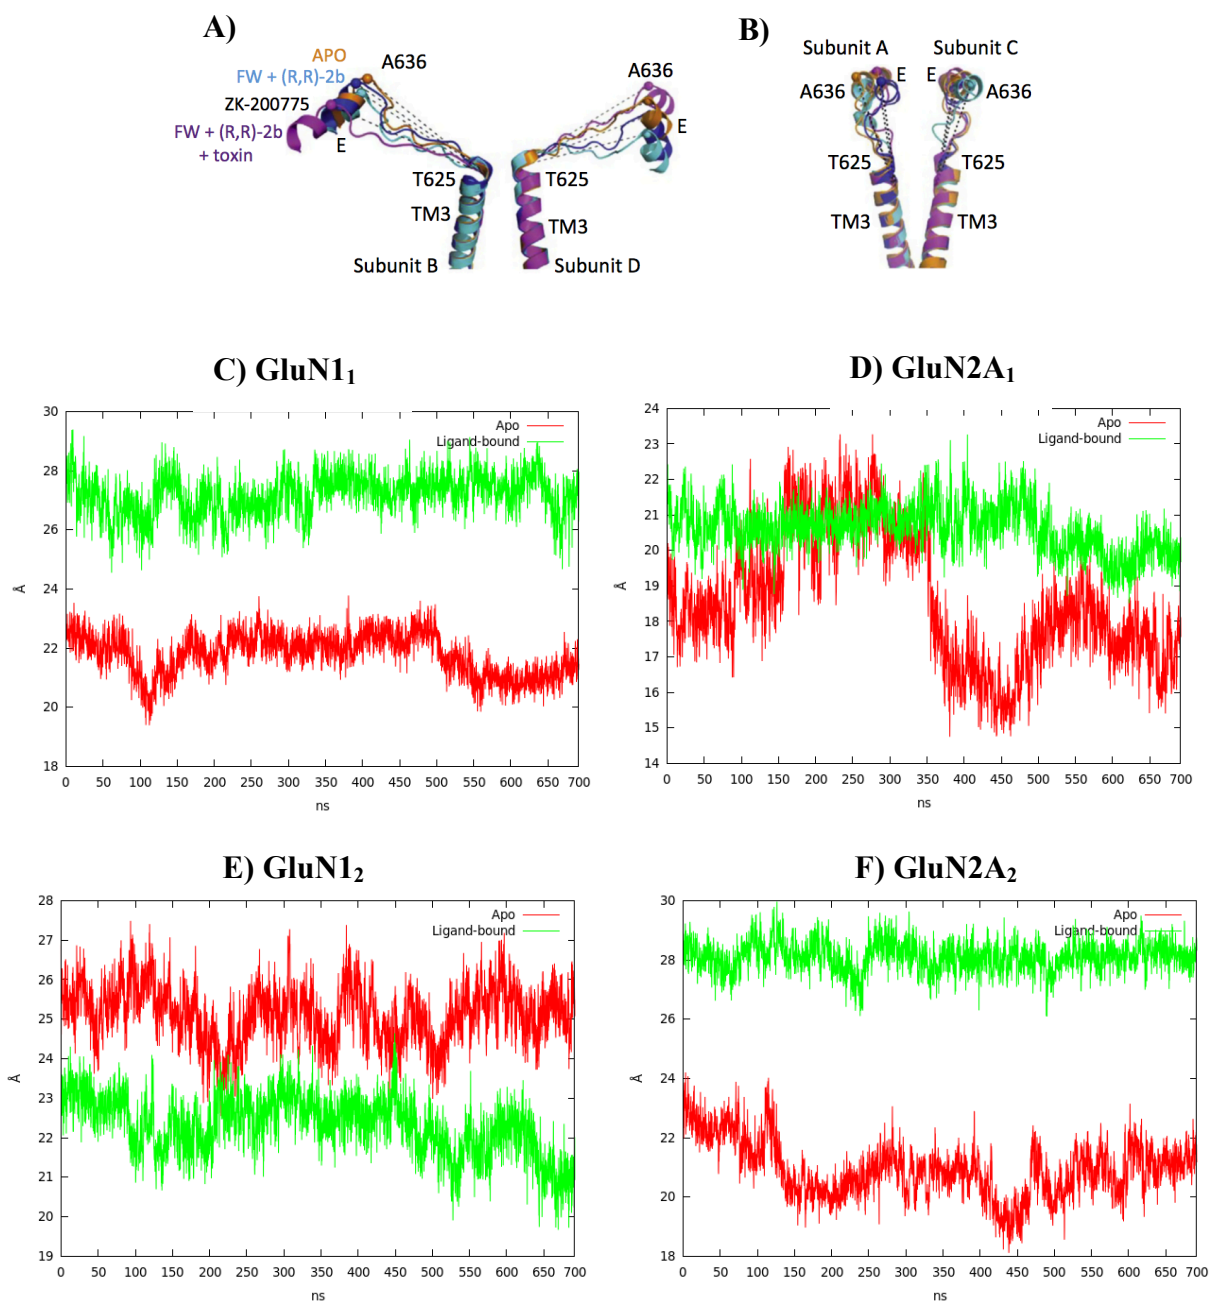 A)
APO
FW + (R,R)-2b
ZK-200775
FW + (R,R)-2b
+ toxin
A636
E
T625
TM3
Subunit B
A636
E
T625
TM3
Subunit D
B)
Subunit A
Subunit C
A636
E
E
A636
T625
T625
TM3
TM3
C) GluN1₁
30
28
26
24
22
20
18
Å
0 50 100 150 200 250 300 350 400 450 500 550 600 650 700
ns
Apo
Ligand-bound
D) GluN2A₁
24
23
22
21
20
19
18
17
16
15
14
Å
0 50 100 150 200 250 300 350 400 450 500 550 600 650 700
ns
Apo
Ligand-bound
E) GluN1₂
28
27
26
25
24
23
22
21
20
19
Å
0 50 100 150 200 250 300 350 400 450 500 550 600 650 700
ns
Apo
Ligand-bound
F) GluN2A₂
30
28
26
24
22
20
18
Å
0 50 100 150 200 250 300 350 400 450 500 550 600 650 700
ns
Apo
Ligand-bound